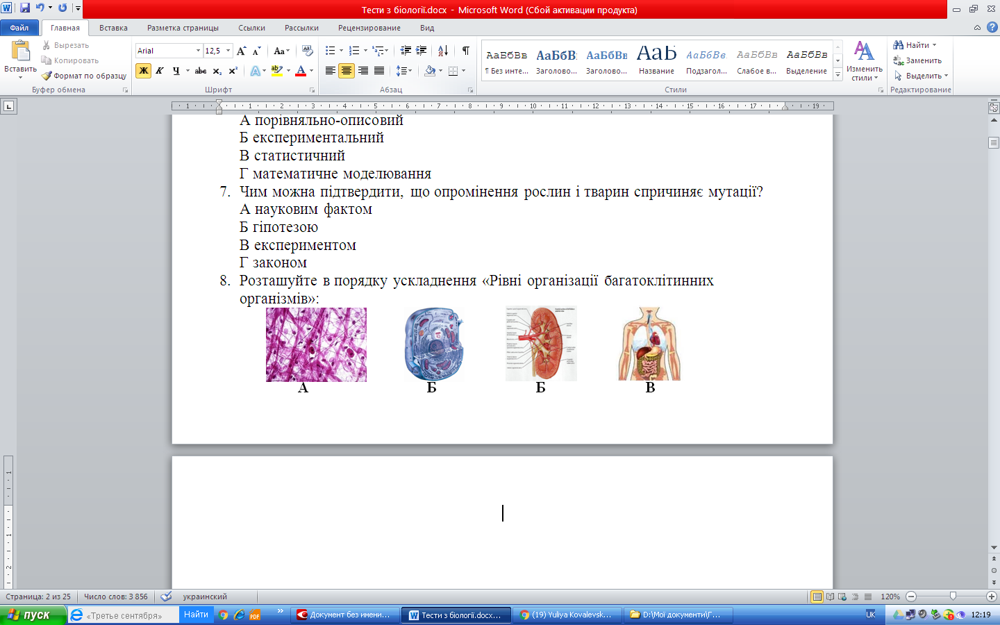 Тести з біології.docx - Microsoft Word (Сбой активации продукта)
Файл Главная Вставка Разметка страницы Ссылки Рассылки Рецензирование Вид
Вставить
Вырезать
Копировать
Формат по образцу
Буфер обмена
Arial 12,5
Шрифт
Абзац
АаБбВв АаБбВ АаБбВв АаБ АаБбВв АаБбВв АаБбВв
¶ Без инте... Заголово... Заголово... Название Подзагол... Слабое в... Выделение
Стили
Изменить стили
Найти
Заменить
Выделить
Редактирование
А порівняльно-описовий
Б експериментальний
В статистичний
Г математичне моделювання
7. Чим можна підтвердити, що опромінення рослин і тварин спричиняє мутації?
А науковим фактом
Б гіпотезою
В експериментом
Г законом
8. Розташуйте в порядку ускладнення «Рівні організації багатоклітинних
організмів»:
А Б Б В
Страница: 2 из 25 Число слов: 3 856 украинский 120%
пуск «Третье сентября» Найти PDF » Документ без имени... Тести з біології.docx... (19) Yuliya Kovalevsk... D:\Мої документи\Г... UK 12:19